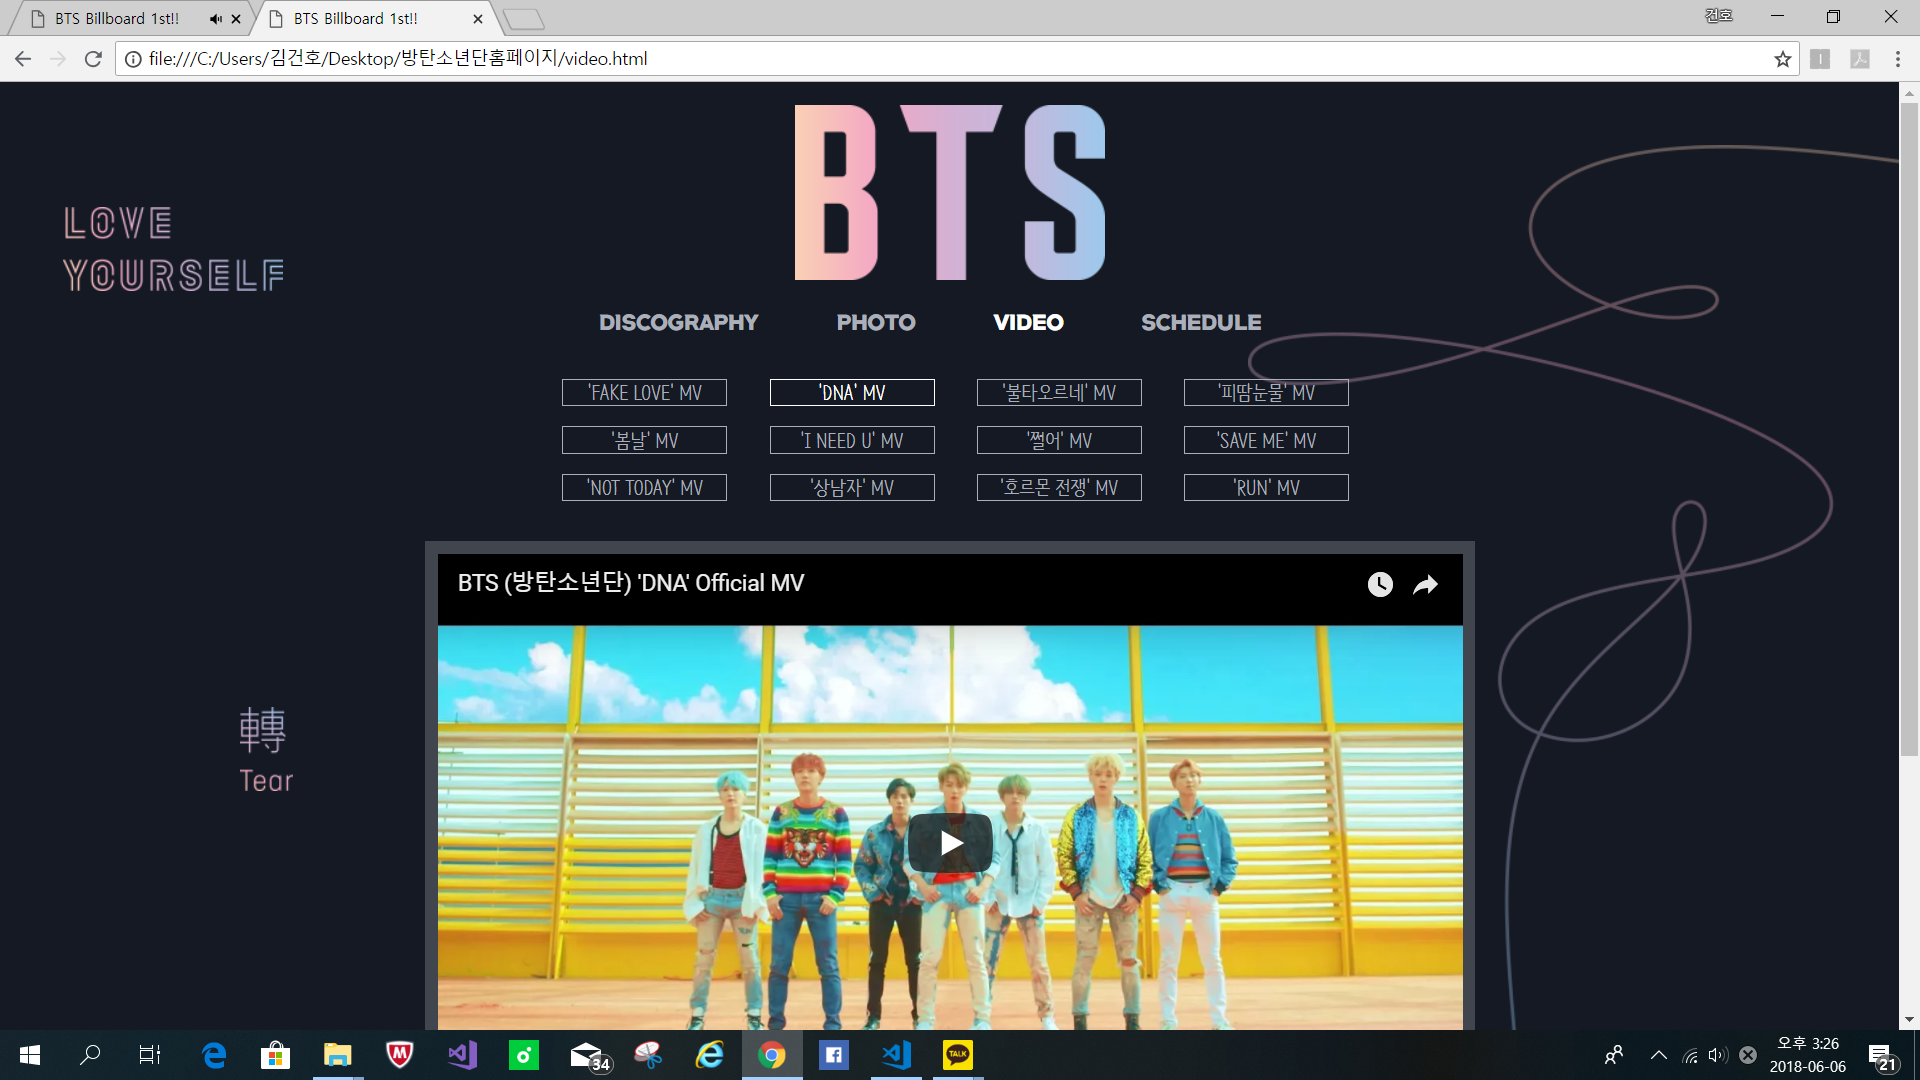 BTS Billboard 1st!!
BTS Billboard 1st!!
건호
file:///C:/Users/김건호/Desktop/방탄소년단홈페이지/video.html
BTS
LOVE
YOURSELF
DISCOGRAPHY PHOTO VIDEO SCHEDULE
'FAKE LOVE' MV 'DNA' MV '불타오르네' MV '피땀눈물' MV
'봄날' MV 'I NEED U' MV '쩔어' MV 'SAVE ME' MV
'NOT TODAY' MV '상남자' MV '호르몬 전쟁' MV 'RUN' MV
BTS (방탄소년단) 'DNA' Official MV
轉
Tear
34
TALK
오후 3:26
2018-06-06
21